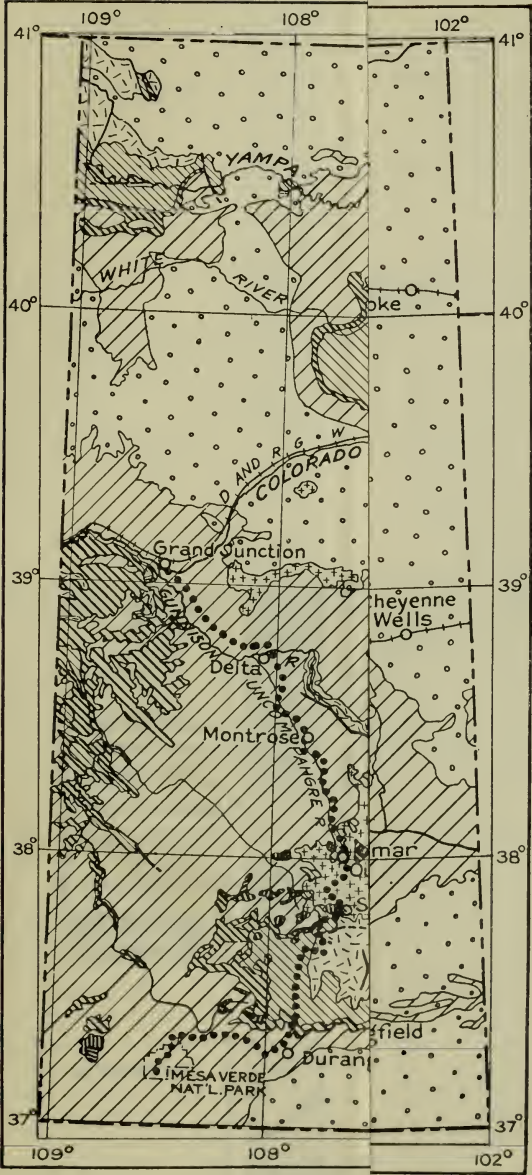 109° 108° 102°
41° 41°
YAMPA
WHITE
RIVER
40° oke 40°
D AND R G W
COLORADO
Grand Junction
39° 39°
heyenne
Wells
GUNNISON
Delta R
UNCOMPAHGRE R
Montrose
38° mar 38°
S
field
Duran
MESA VERDE
NAT'L. PARK
37° 37°
109° 108° 102°